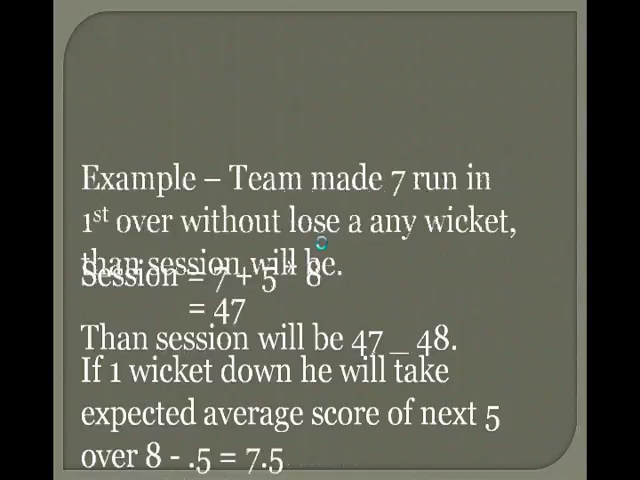 Example – Team made 7 run in
1st over without lose a any wicket,
than session will be.
Session = 7 + 5 * 8
= 47
Than session will be 47 _ 48.
If 1 wicket down he will take
expected average score of next 5
over 8 - .5 = 7.5